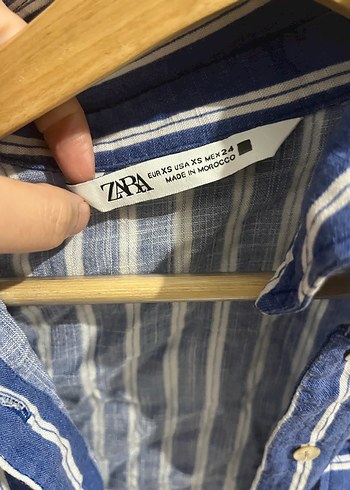 ZARA
EUR XS USA XS MEX 24
MADE IN MOROCCO